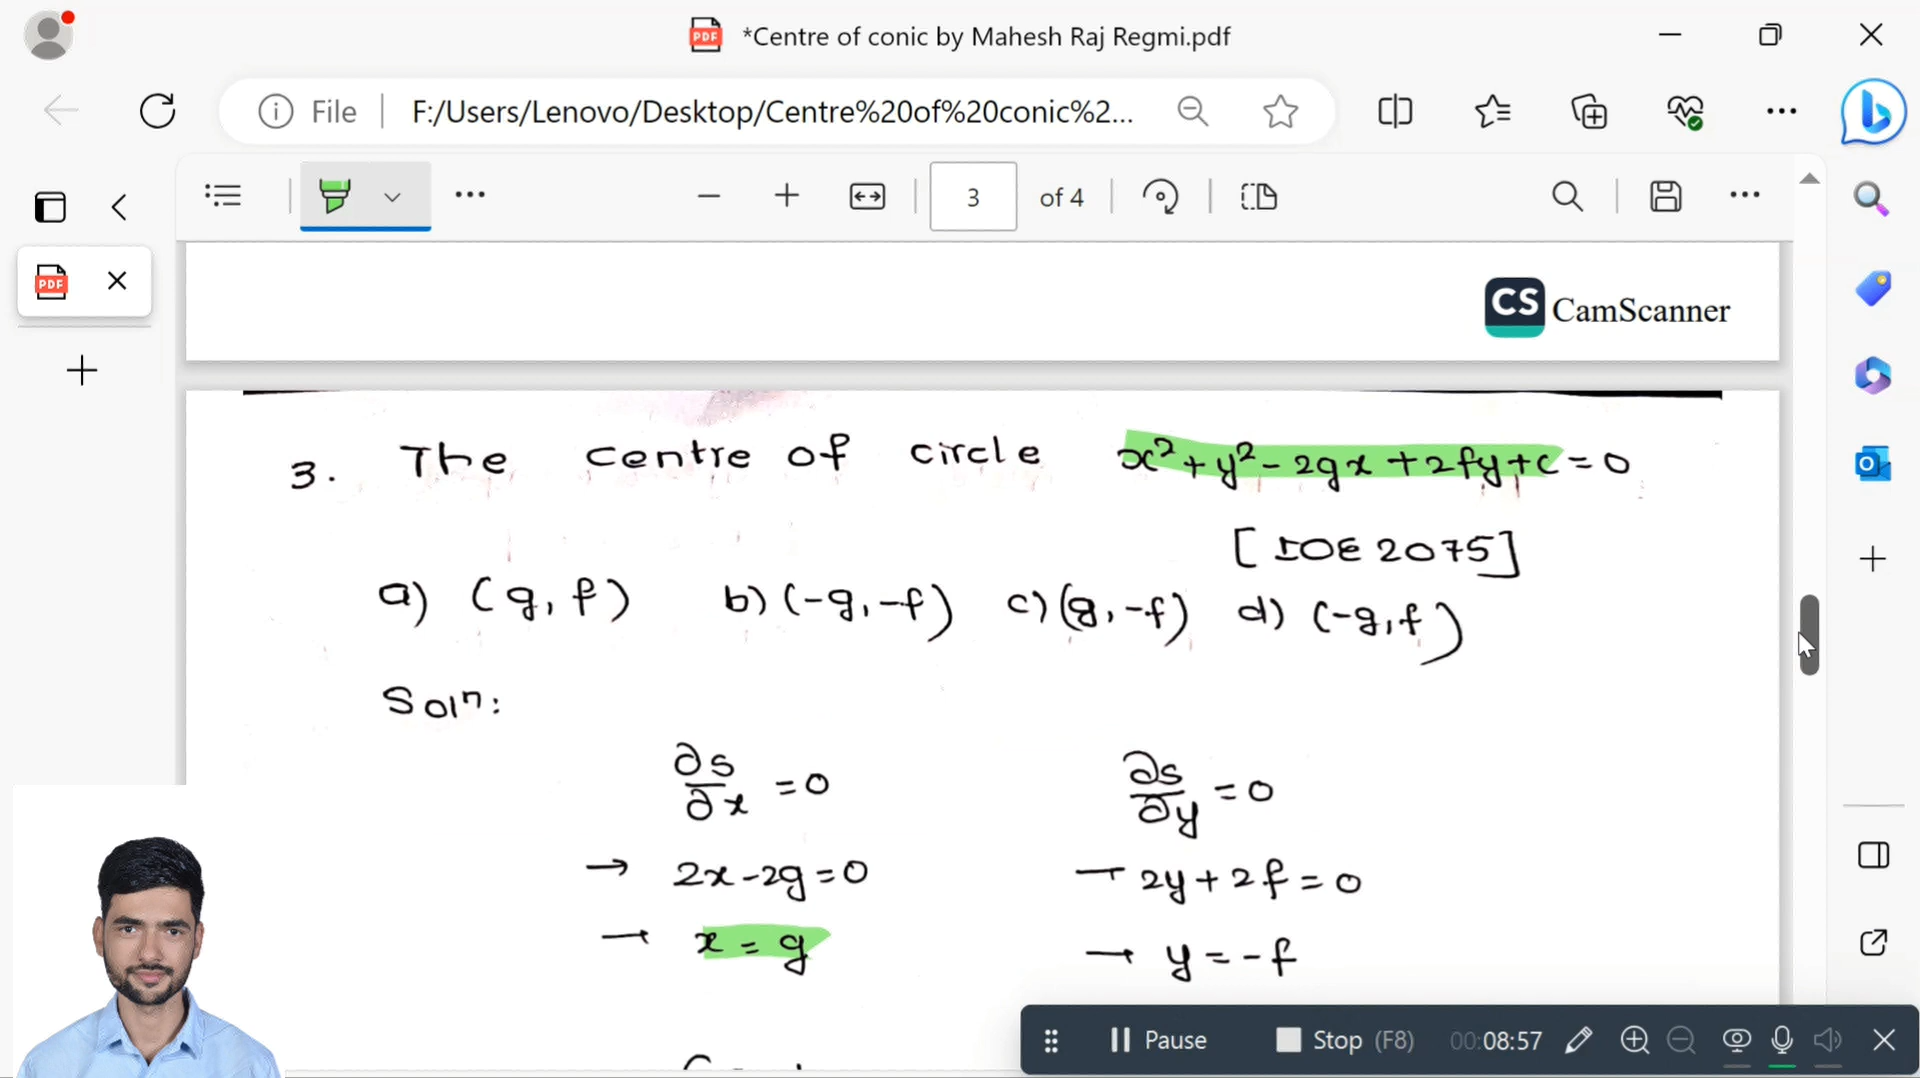 *Centre of conic by Mahesh Raj Regmi.pdf
File F:/Users/Lenovo/Desktop/Centre%20of%20conic%2...
3 of 4
CS CamScanner
3. The centre of circle x²+y²-2gx+2fy+c=0
[IOE 2075]
a) (g, f) b) (-g, -f) c) (g, -f) d) (-g, f)
Solⁿ:
∂s/∂x = 0 ∂s/∂y = 0
→ 2x-2g=0 → 2y+2f=0
→ x = g → y = -f
Pause Stop (F8) 00:08:57